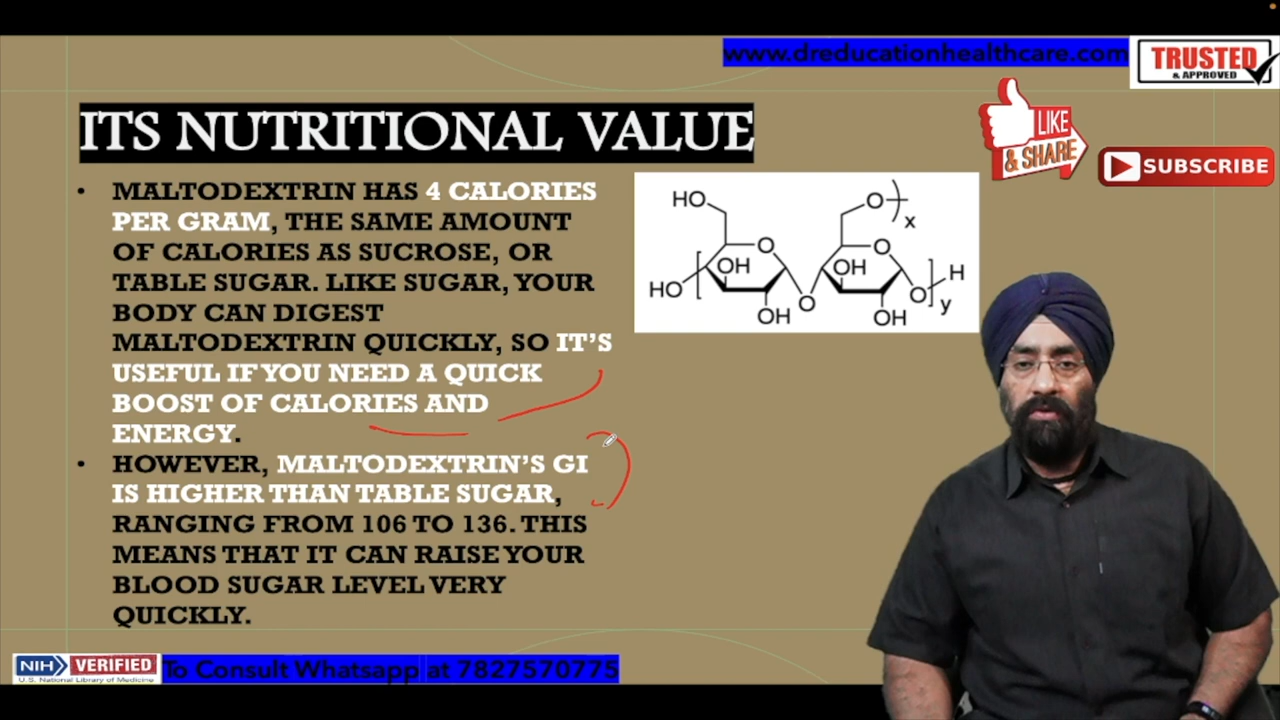 www.dreducationhealthcare.com
TRUSTED
& APPROVED
ITS NUTRITIONAL VALUE
LIKE
& SHARE
SUBSCRIBE
• MALTODEXTRIN HAS 4 CALORIES
PER GRAM, THE SAME AMOUNT
OF CALORIES AS SUCROSE, OR
TABLE SUGAR. LIKE SUGAR, YOUR
BODY CAN DIGEST
MALTODEXTRIN QUICKLY, SO IT’S
USEFUL IF YOU NEED A QUICK
BOOST OF CALORIES AND
ENERGY.
• HOWEVER, MALTODEXTRIN’S GI
IS HIGHER THAN TABLE SUGAR,
RANGING FROM 106 TO 136. THIS
MEANS THAT IT CAN RAISE YOUR
BLOOD SUGAR LEVEL VERY
QUICKLY.
HO O x
O O
HO OH OH H
O O y
OH OH
NIH VERIFIED
U.S. National Library of Medicine
To Consult Whatsapp at 7827570775